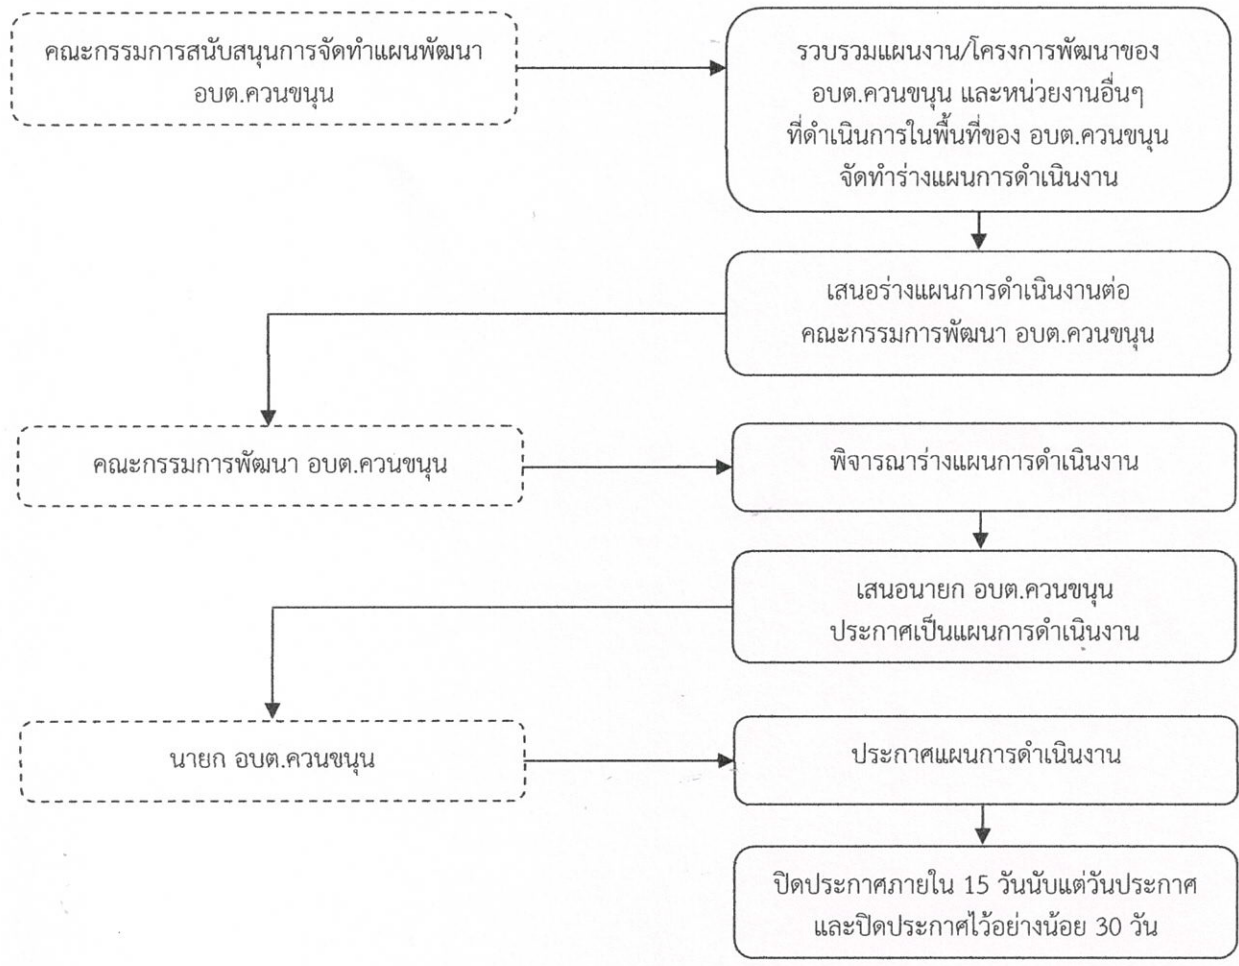 คณะกรรมการสนับสนุนการจัดทำแผนพัฒนา
อบต.ควนขนุน
รวบรวมแผนงาน/โครงการพัฒนาของ
อบต.ควนขนุน และหน่วยงานอื่นๆ
ที่ดำเนินการในพื้นที่ของ อบต.ควนขนุน
จัดทำร่างแผนการดำเนินงาน
เสนอร่างแผนการดำเนินงานต่อ
คณะกรรมการพัฒนา อบต.ควนขนุน
คณะกรรมการพัฒนา อบต.ควนขนุน
พิจารณาร่างแผนการดำเนินงาน
เสนอนายก อบต.ควนขนุน
ประกาศเป็นแผนการดำเนินงาน
นายก อบต.ควนขนุน
ประกาศแผนการดำเนินงาน
ปิดประกาศภายใน 15 วันนับแต่วันประกาศ
และปิดประกาศไว้อย่างน้อย 30 วัน